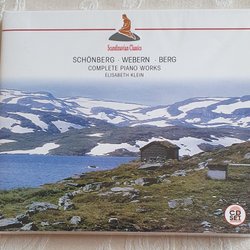 Scandinavian Classics
SCHÖNBERG · WEBERN · BERG
COMPLETE PIANO WORKS
ELISABETH KLEIN
CD
SET